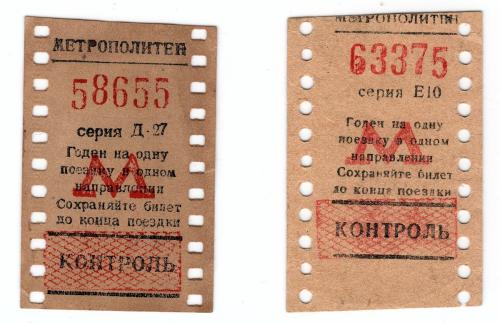 МЕТРОПОЛИТЕН
58655
серия Д-27
М
Годен на одну
поездку в одном
направлении
Сохраняйте билет
до конца поездки
КОНТРОЛЬ
МЕТРОПОЛИТЕН
63375
серия Е10
М
Годен на одну
поездку в одном
направлении
Сохраняйте билет
до конца поездки
КОНТРОЛЬ